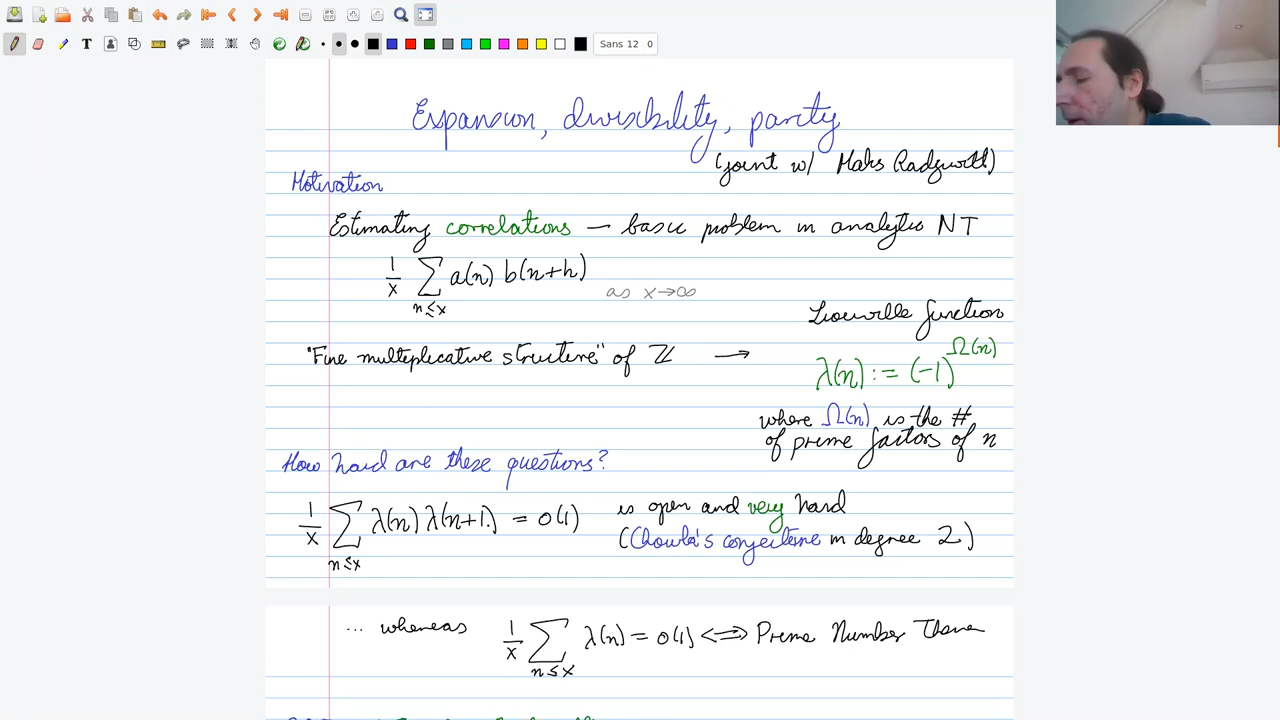 Sans 12 0
Expansion, divisibility, parity
(joint w/ Maks Radziwiłł)
Motivation
Estimating correlations — basic problem in analytic NT
1/x ∑_{n≤x} a(n) b(n+h) as x→∞
Liouville function
"Fine multiplicative structure" of ℤ → λ(n) := (-1)^{Ω(n)}
where Ω(n) is the #
of prime factors of n
How hard are these questions?
1/x ∑_{n≤x} λ(n) λ(n+1) = o(1) is open and very hard
(Chowla's conjecture in degree 2)
... whereas 1/x ∑_{n≤x} λ(n) = o(1) ⟺ Prime Number Theorem